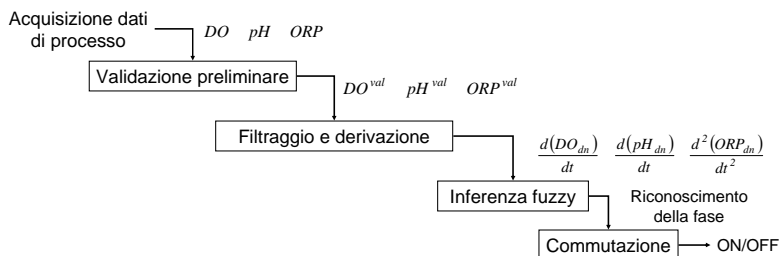 Acquisizione dati
di processo
DO pH ORP
Validazione preliminare
DO^val pH^val ORP^val
Filtraggio e derivazione
d(DO_dn)/dt d(pH_dn)/dt d^2(ORP_dn)/dt^2
Inferenza fuzzy
Riconoscimento
della fase
Commutazione
ON/OFF